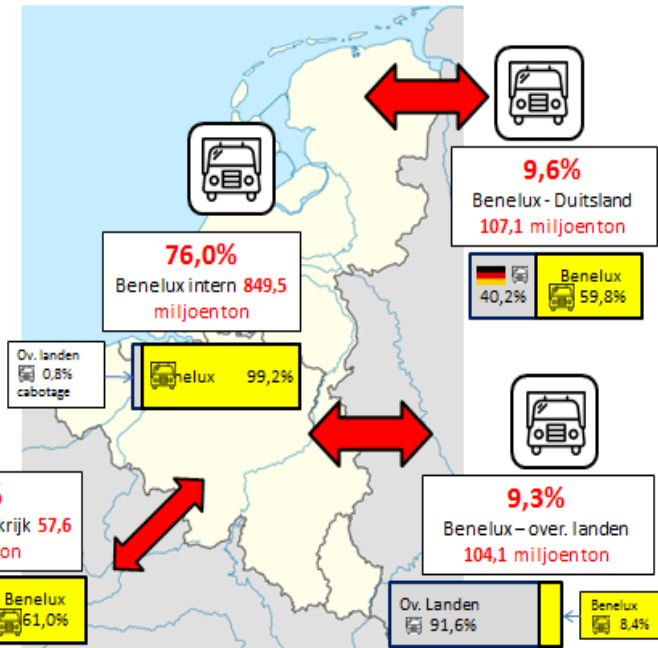 9,6%
Benelux - Duitsland
107,1 miljoenton
40,2%
Benelux
59,8%
76,0%
Benelux intern 849,5
miljoenton
Ov. landen
0,8%
cabotage
99,2%
9,3%
Benelux – over. landen
104,1 miljoenton
Ov. Landen
91,6%
Benelux
8,4%
57,6
Benelux
61,0%